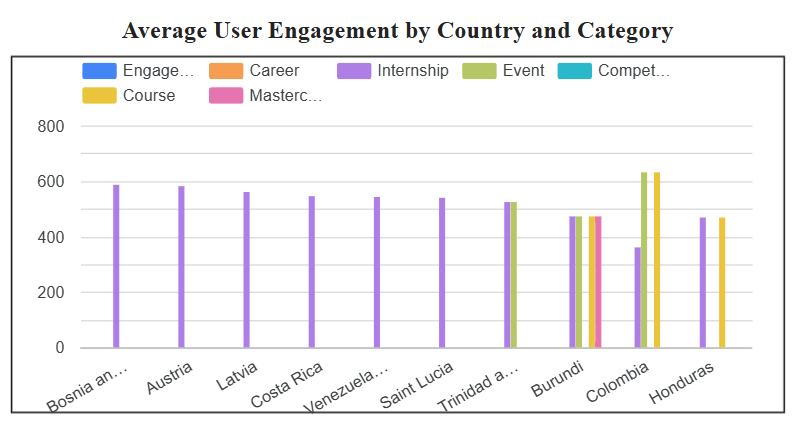 Average User Engagement by Country and Category
Engage… Career Internship Event Compet…
Course Masterc…
800
600
400
200
0
Bosnia an… Austria Latvia Costa Rica Venezuela… Saint Lucia Trinidad a… Burundi Colombia Honduras